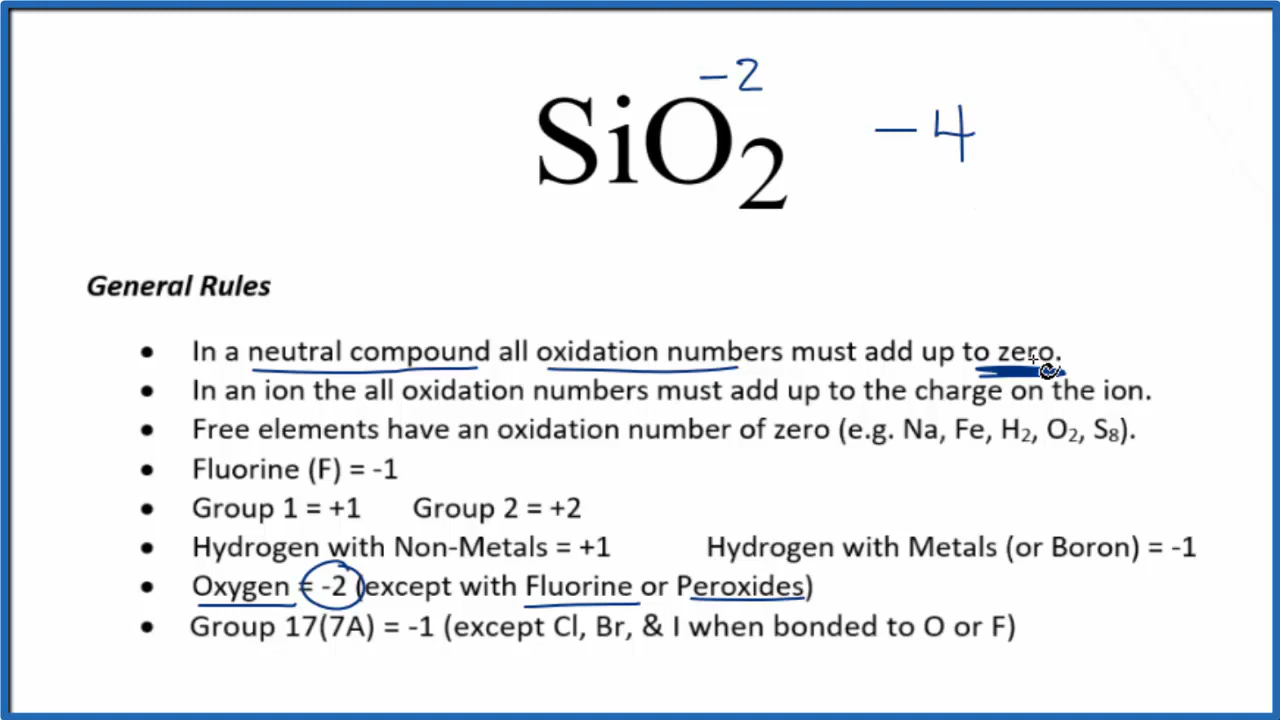 -2
SiO2 -4
General Rules
• In a neutral compound all oxidation numbers must add up to zero.
• In an ion the all oxidation numbers must add up to the charge on the ion.
• Free elements have an oxidation number of zero (e.g. Na, Fe, H2, O2, S8).
• Fluorine (F) = -1
• Group 1 = +1 Group 2 = +2
• Hydrogen with Non-Metals = +1 Hydrogen with Metals (or Boron) = -1
• Oxygen = -2 (except with Fluorine or Peroxides)
• Group 17(7A) = -1 (except Cl, Br, & I when bonded to O or F)